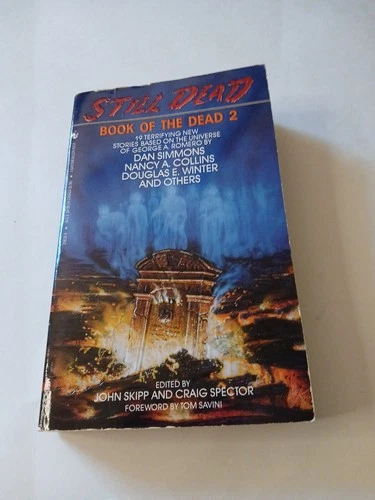 STILL DEAD
BOOK OF THE DEAD 2
19 TERRIFYING NEW
STORIES BASED ON THE UNIVERSE
OF GEORGE A. ROMERO BY
DAN SIMMONS
NANCY A. COLLINS
DOUGLAS E. WINTER
AND OTHERS
EDITED BY
JOHN SKIPP AND CRAIG SPECTOR
FOREWORD BY TOM SAVINI